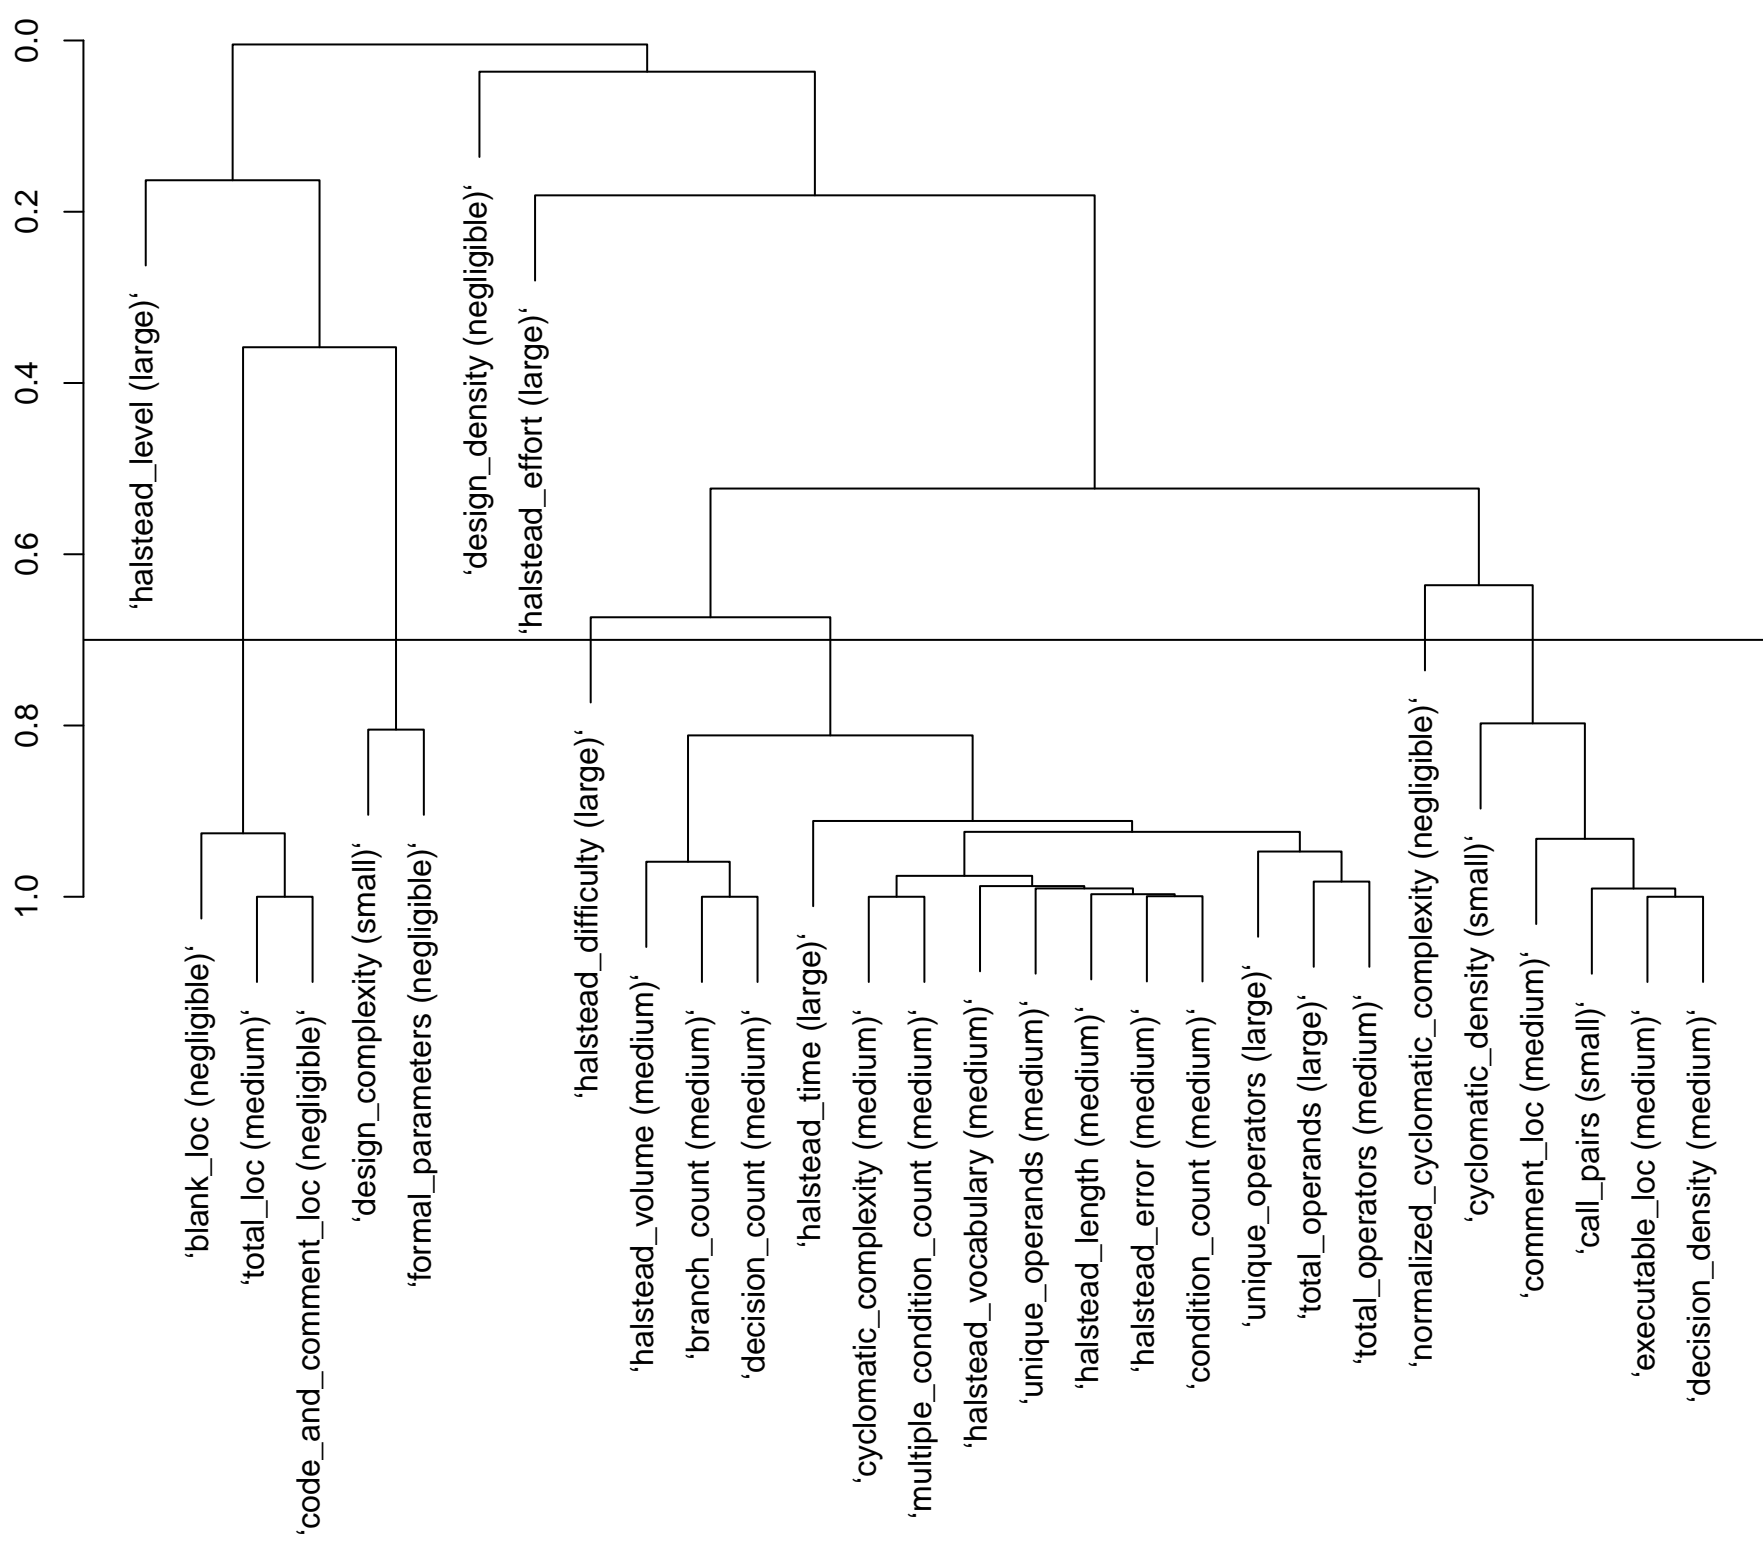 0.0
0.2
0.4
0.6
0.8
1.0
‘halstead_level (large)‘
‘blank_loc (negligible)‘
‘total_loc (medium)‘
‘code_and_comment_loc (negligible)‘
‘design_complexity (small)‘
‘formal_parameters (negligible)‘
‘design_density (negligible)‘
‘halstead_effort (large)‘
‘halstead_difficulty (large)‘
‘halstead_volume (medium)‘
‘branch_count (medium)‘
‘decision_count (medium)‘
‘halstead_time (large)‘
‘cyclomatic_complexity (medium)‘
‘multiple_condition_count (medium)‘
‘halstead_vocabulary (medium)‘
‘unique_operands (medium)‘
‘halstead_length (medium)‘
‘halstead_error (medium)‘
‘condition_count (medium)‘
‘unique_operators (large)‘
‘total_operands (large)‘
‘total_operators (medium)‘
‘normalized_cyclomatic_complexity (negligible)‘
‘cyclomatic_density (small)‘
‘comment_loc (medium)‘
‘call_pairs (small)‘
‘executable_loc (medium)‘
‘decision_density (medium)‘